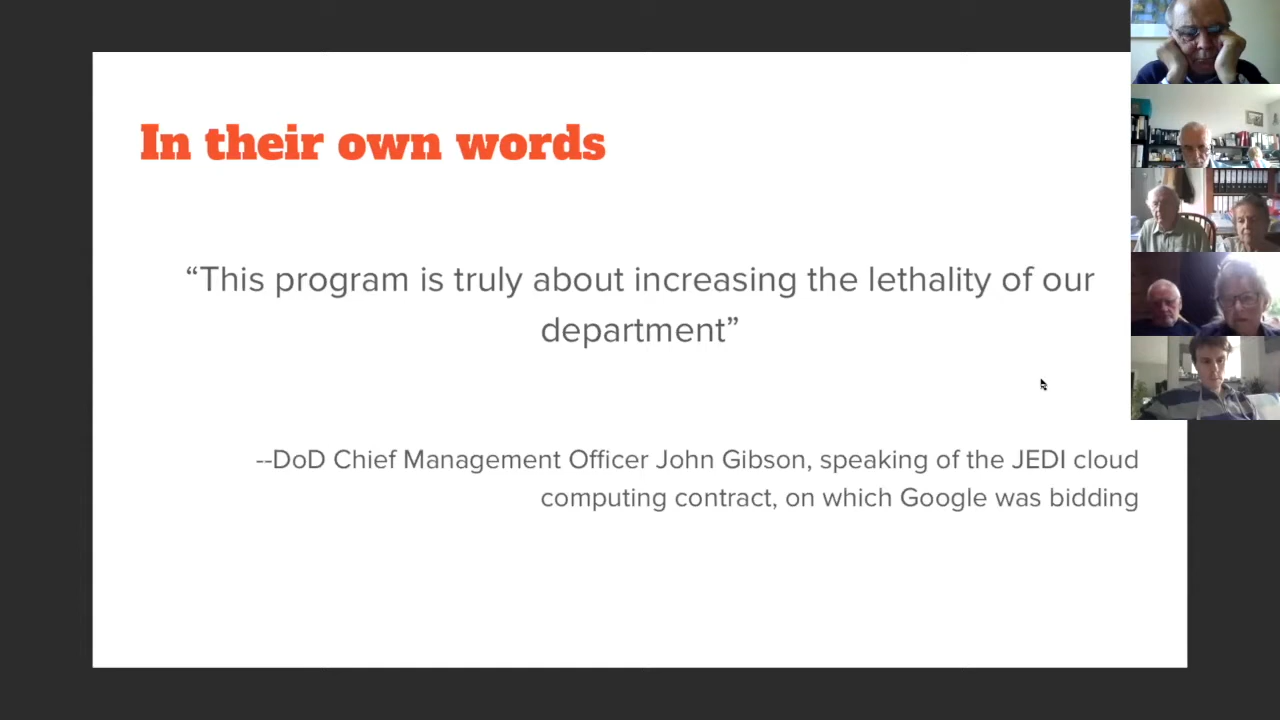 In their own words
“This program is truly about increasing the lethality of our
department”
--DoD Chief Management Officer John Gibson, speaking of the JEDI cloud
computing contract, on which Google was bidding